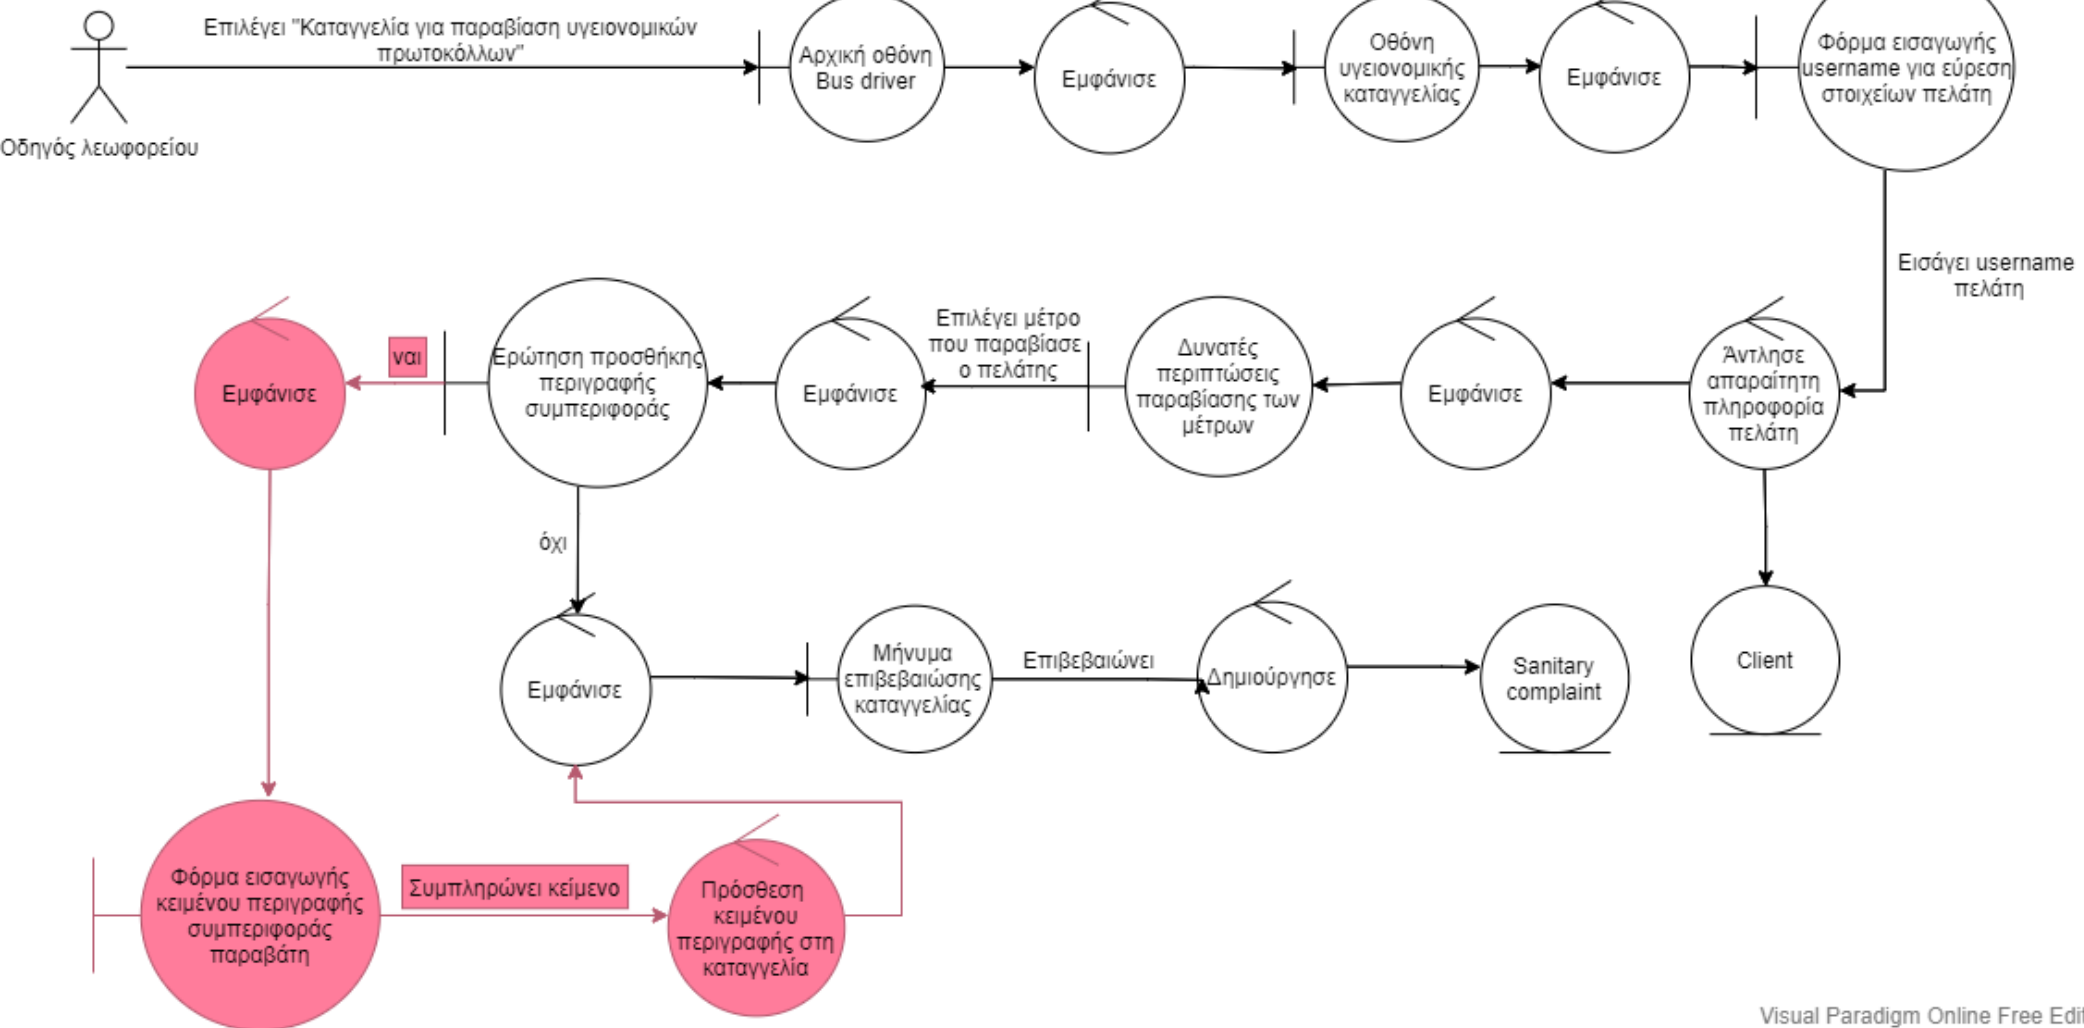 Επιλέγει "Καταγγελία για παραβίαση υγειονομικών
πρωτοκόλλων"
Οδηγός λεωφορείου
Αρχική οθόνη
Bus driver
Εμφάνισε
Οθόνη
υγειονομικής
καταγγελίας
Εμφάνισε
Φόρμα εισαγωγής
username για εύρεση
στοιχείων πελάτη
Εισάγει username
πελάτη
Άντλησε
απαραίτητη
πληροφορία
πελάτη
Client
Εμφάνισε
Δυνατές
περιπτώσεις
παραβίασης των
μέτρων
Επιλέγει μέτρο
που παραβίασε
ο πελάτης
Εμφάνισε
Ερώτηση προσθήκης
περιγραφής
συμπεριφοράς
ναι
Εμφάνισε
όχι
Εμφάνισε
Μήνυμα
επιβεβαιώσης
καταγγελίας
Επιβεβαιώνει
Δημιούργησε
Sanitary
complaint
Φόρμα εισαγωγής
κειμένου περιγραφής
συμπεριφοράς
παραβάτη
Συμπληρώνει κείμενο
Πρόσθεση
κειμένου
περιγραφής στη
καταγγελία
Visual Paradigm Online Free Edi